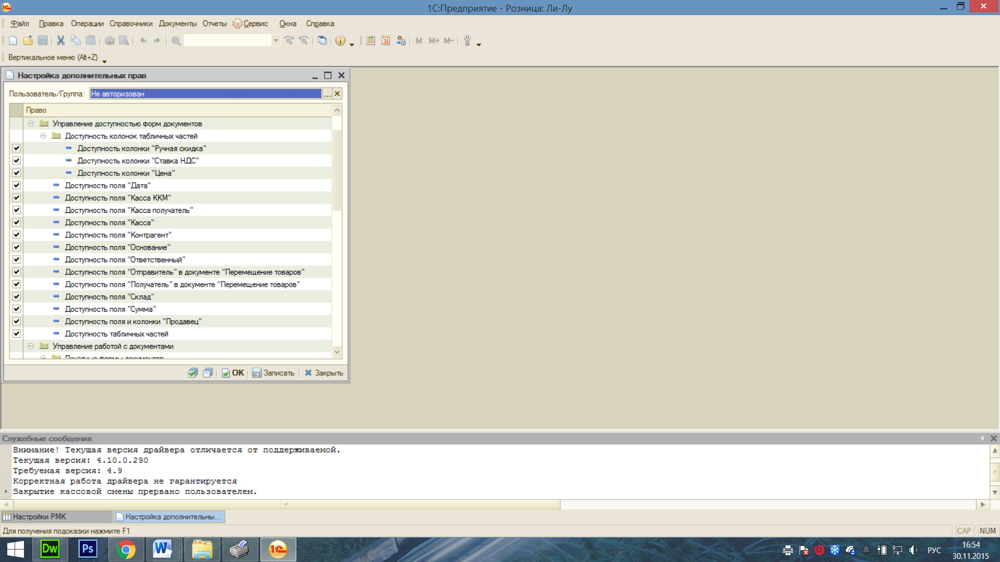 1С:Предприятие - Розница: Ли-Лу
Файл Правка Операции Справочники Документы Отчеты Сервис Окна Справка
31 M M+ M-
Вертикальное меню (Alt+Z)
Настройка дополнительных прав
Пользователь/Группа: Не авторизован ...
Право
Управление доступностью форм документов
Доступность колонок табличных частей
Доступность колонки "Ручная скидка"
Доступность колонки "Ставка НДС"
Доступность колонки "Цена"
Доступность поля "Дата"
Доступность поля "Касса ККМ"
Доступность поля "Касса получатель"
Доступность поля "Касса"
Доступность поля "Контрагент"
Доступность поля "Основание"
Доступность поля "Ответственный"
Доступность поля "Отправитель" в документе "Перемещение товаров"
Доступность поля "Получатель" в документе "Перемещение товаров"
Доступность поля "Склад"
Доступность поля "Сумма"
Доступность поля и колонки "Продавец"
Доступность табличных частей
Управление работой с документами
Печатные формы документов
OK Записать Закрыть
Служебные сообщения
Внимание! Текущая версия драйвера отличается от поддерживаемой.
Текущая версия: 4.10.0.290
Требуемая версия: 4.9
Корректная работа драйвера не гарантируется
Закрытие кассовой смены прервано пользователем.
Настройки РМК Настройка дополнительны...
Для получения подсказки нажмите F1 CAP NUM
Dw Ps W 1С РУС 16:54
30.11.2015